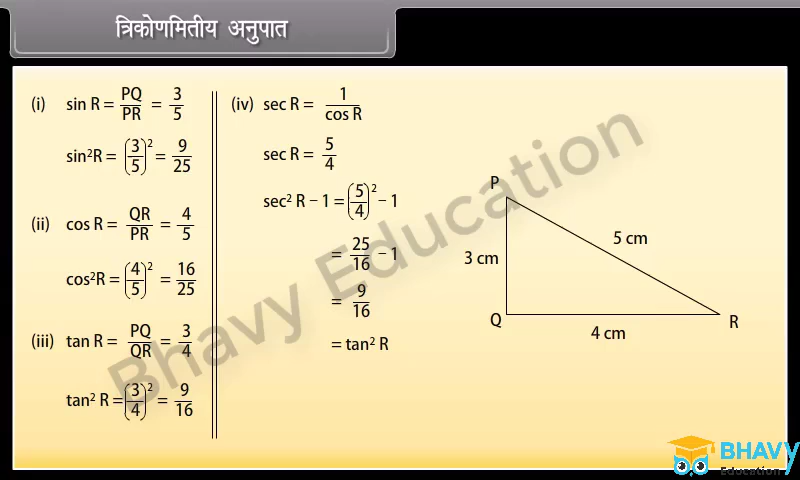 त्रिकोणमितीय अनुपात
(i) sin R = PQ/PR = 3/5
sin²R = (3/5)² = 9/25
(ii) cos R = QR/PR = 4/5
cos²R = (4/5)² = 16/25
(iii) tan R = PQ/QR = 3/4
tan² R = (3/4)² = 9/16
(iv) sec R = 1/cos R
sec R = 5/4
sec² R − 1 = (5/4)² − 1
= 25/16 − 1
= 9/16
= tan² R
P
5 cm
3 cm
Q
R
4 cm
Bhavy Education
BHAVY
Education